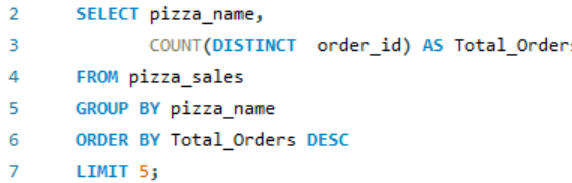 2 SELECT pizza_name,
3 COUNT(DISTINCT order_id) AS Total_Orders
4 FROM pizza_sales
5 GROUP BY pizza_name
6 ORDER BY Total_Orders DESC
7 LIMIT 5;